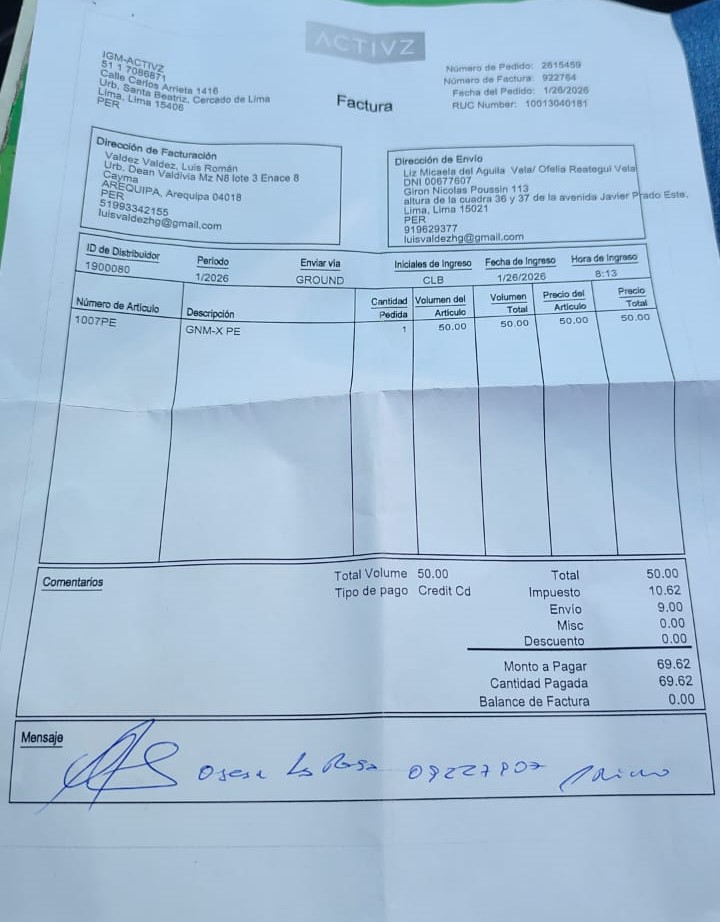 ACTIVZ
IGM-ACTIVZ
51 1 7086871
Calle Carlos Arrieta 1416
Urb. Santa Beatriz, Cercado de Lima
Lima, Lima 15406
PER
Factura
Número de Pedido: 2615459
Número de Factura: 922764
Fecha del Pedido: 1/26/2026
RUC Number: 10013040181
Dirección de Facturación
Valdez Valdez, Luis Román
Urb. Dean Valdivia Mz N8 lote 3 Enace 8
Cayma
AREQUIPA, Arequipa 04018
PER
51993342155
luisvaldezhg@gmail.com
Dirección de Envío
Liz Micaela del Aguila Vela/ Ofelia Reategui Vela
DNI 00677607
Giron Nicolas Poussin 113
altura de la cuadra 36 y 37 de la avenida Javier Prado Este.
Lima, Lima 15021
PER
919629377
luisvaldezhg@gmail.com
ID de Distribuidor Periodo Enviar vía Iniciales de Ingreso Fecha de Ingreso Hora de Ingreso
1900080 1/2026 GROUND CLB 1/26/2026 8:13
Número de Artículo Descripción Cantidad Pedida Volumen del Artículo Volumen Total Precio del Artículo Precio Total
1007PE GNM-X PE 1 50.00 50.00 50.00 50.00
Comentarios
Total Volume 50.00
Tipo de pago Credit Cd
Total 50.00
Impuesto 10.62
Envío 9.00
Misc 0.00
Descuento 0.00
Monto a Pagar 69.62
Cantidad Pagada 69.62
Balance de Factura 0.00
Mensaje
La Rosa